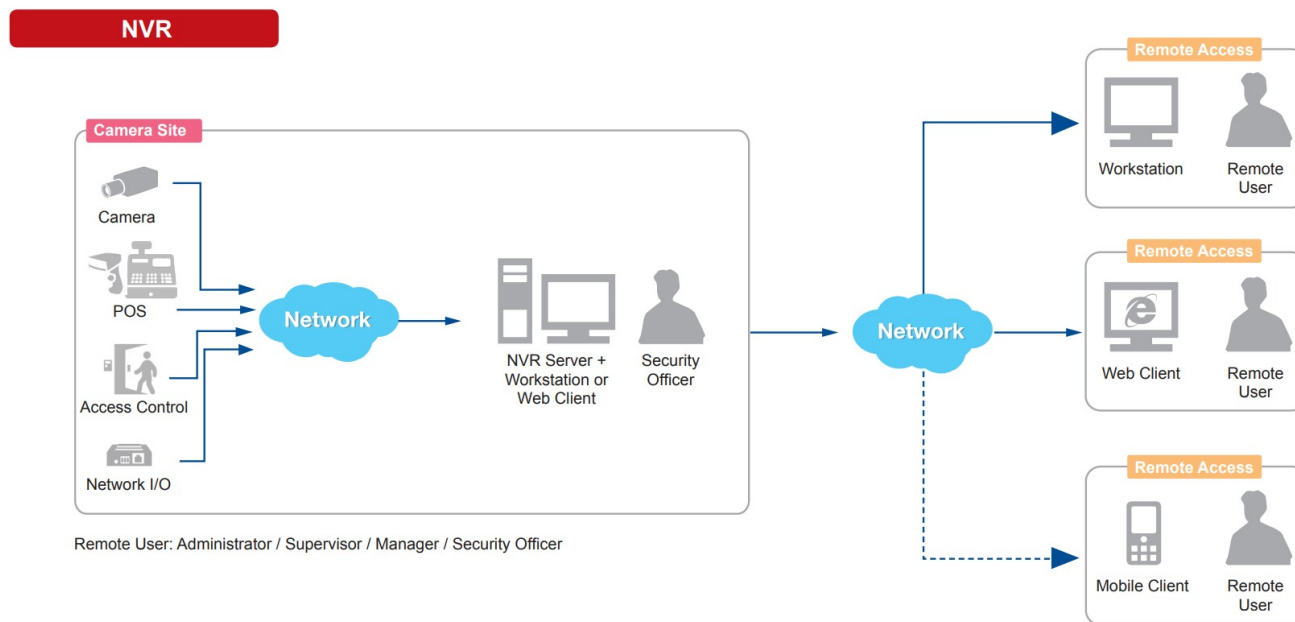 NVR
Camera Site
Camera
POS
Access Control
Network I/O
Network
NVR Server +
Workstation or
Web Client
Security
Officer
Remote User: Administrator / Supervisor / Manager / Security Officer
Network
Remote Access
Workstation
Remote
User
Remote Access
Web Client
Remote
User
Remote Access
Mobile Client
Remote
User